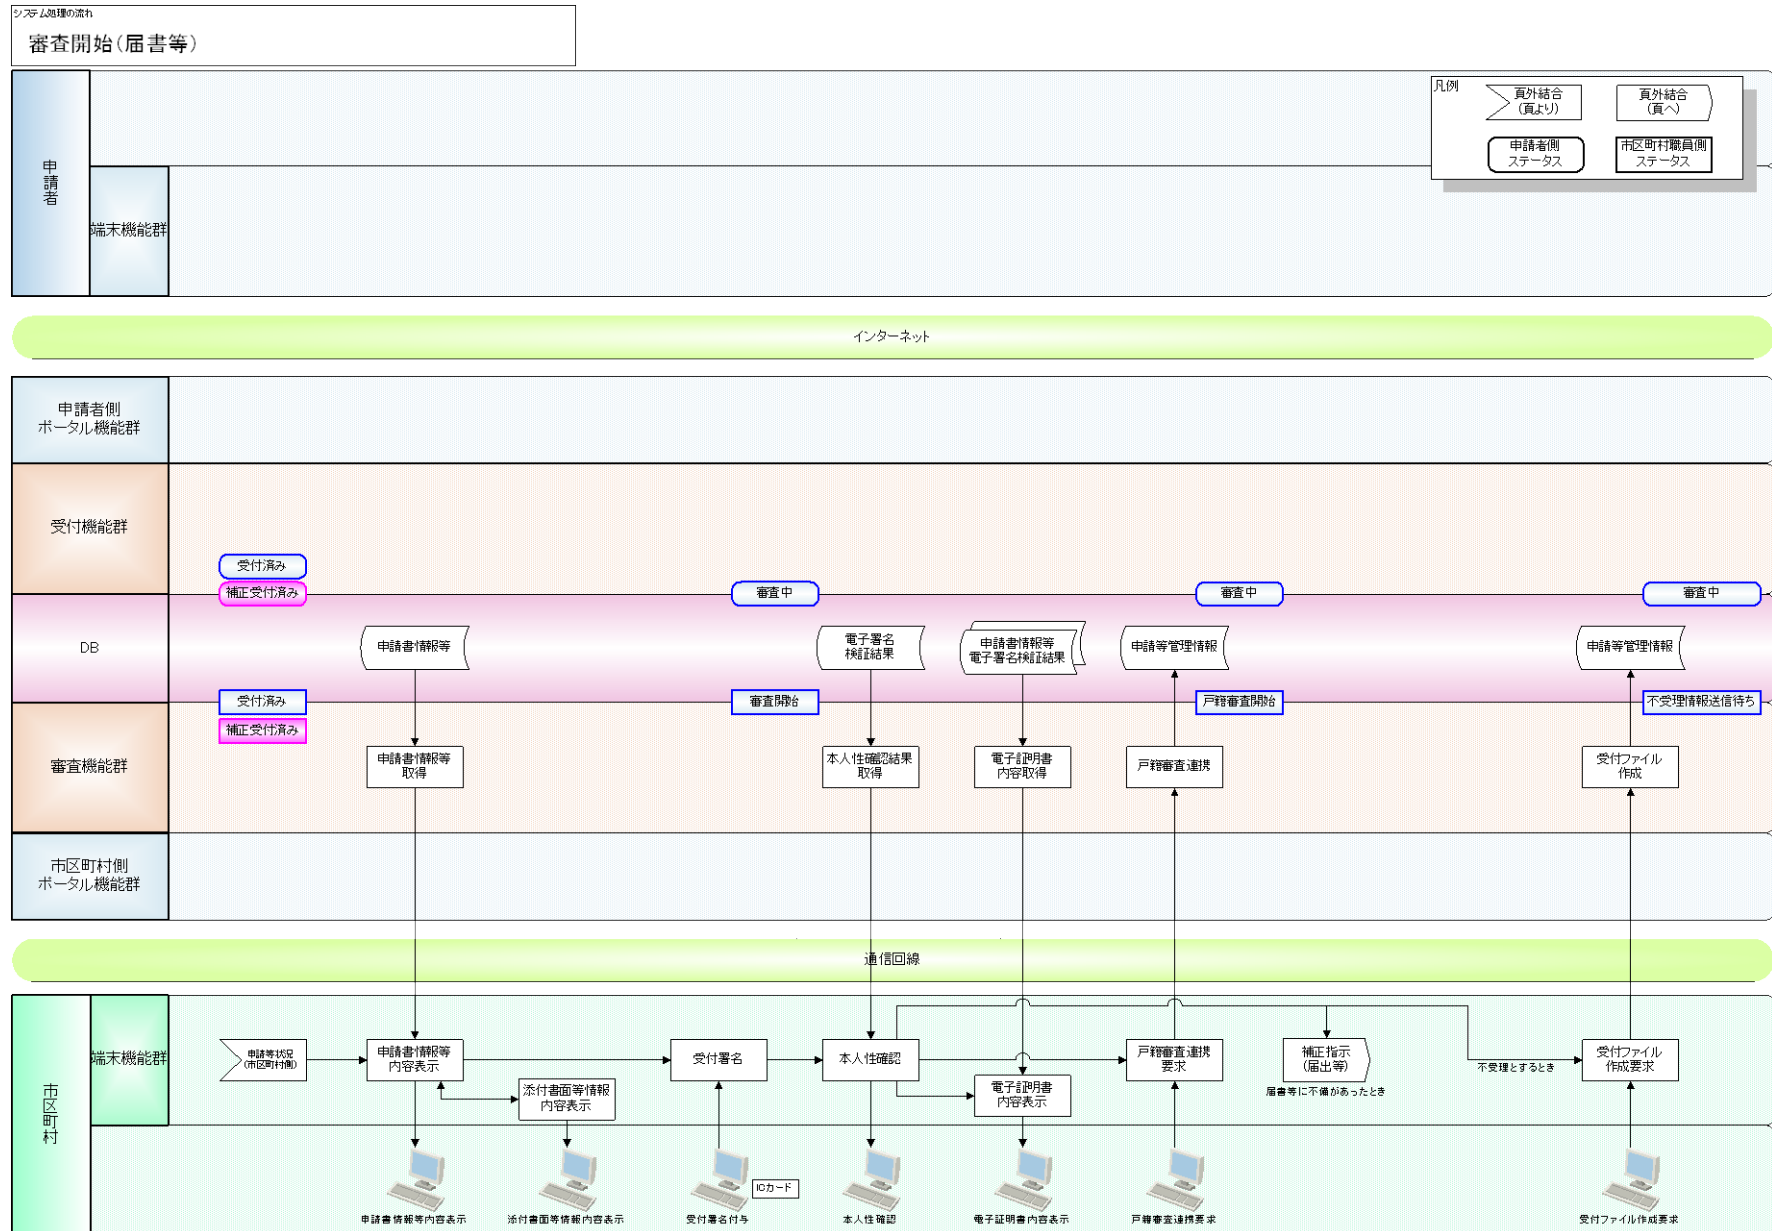 システム処理の流れ
審査開始(届書等)
凡例
頁外結合
(頁より)
頁外結合
(頁へ)
申請者側
ステータス
市区町村職員側
ステータス
申請者
端末機能群
インターネット
申請者側
ポータル機能群
受付機能群
受付済み
補正受付済み
審査中
審査中
審査中
DB
申請書情報等
電子署名
検証結果
申請書情報等
電子署名検証結果
申請等管理情報
申請等管理情報
受付済み
審査開始
戸籍審査開始
不受理情報送信待ち
補正受付済み
審査機能群
申請書情報等
取得
本人性確認結果
取得
電子証明書
内容取得
戸籍審査連携
受付ファイル
作成
市区町村側
ポータル機能群
通信回線
市区町村
端末機能群
申請等状況
(市区町村側)
申請書情報等
内容表示
添付書面等情報
内容表示
受付署名
本人性確認
電子証明書
内容表示
戸籍審査連携
要求
補正指示
(届出等)
届書等に不備があったとき
不受理とするとき
受付ファイル
作成要求
ICカード
申請書情報等内容表示
添付書面等情報内容表示
受付署名付与
本人性確認
電子証明書内容表示
戸籍審査連携要求
受付ファイル作成要求